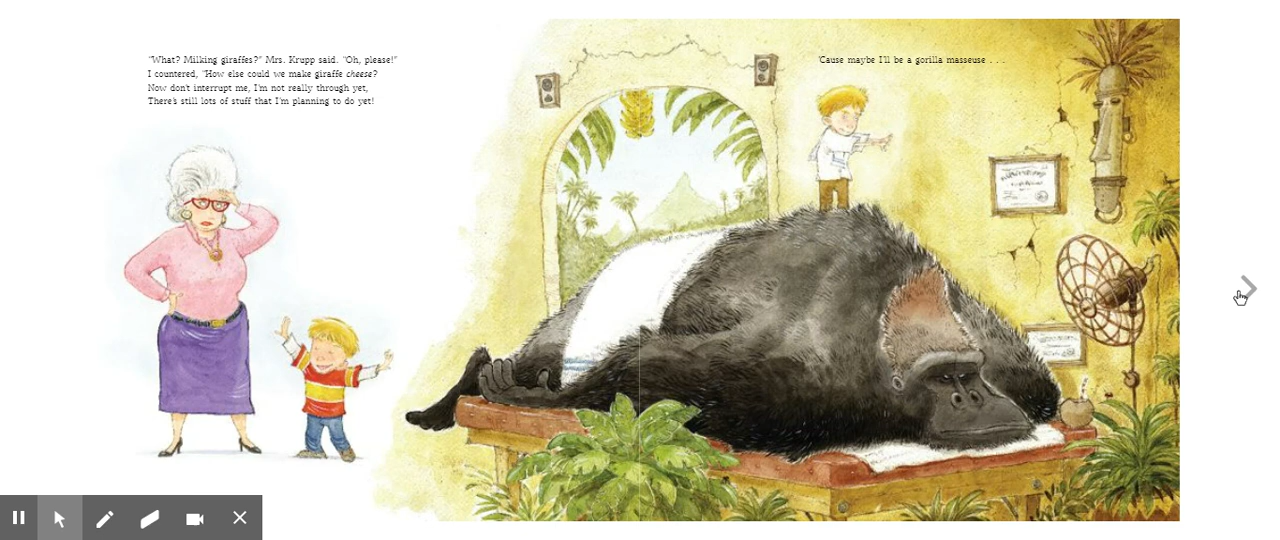 "What? Milking giraffes?" Mrs. Krupp said. "Oh, please!"
I countered, "How else could we make giraffe cheese?
Now don't interrupt me, I'm not really through yet,
There's still lots of stuff that I'm planning to do yet!
'Cause maybe I'll be a gorilla masseuse . . .